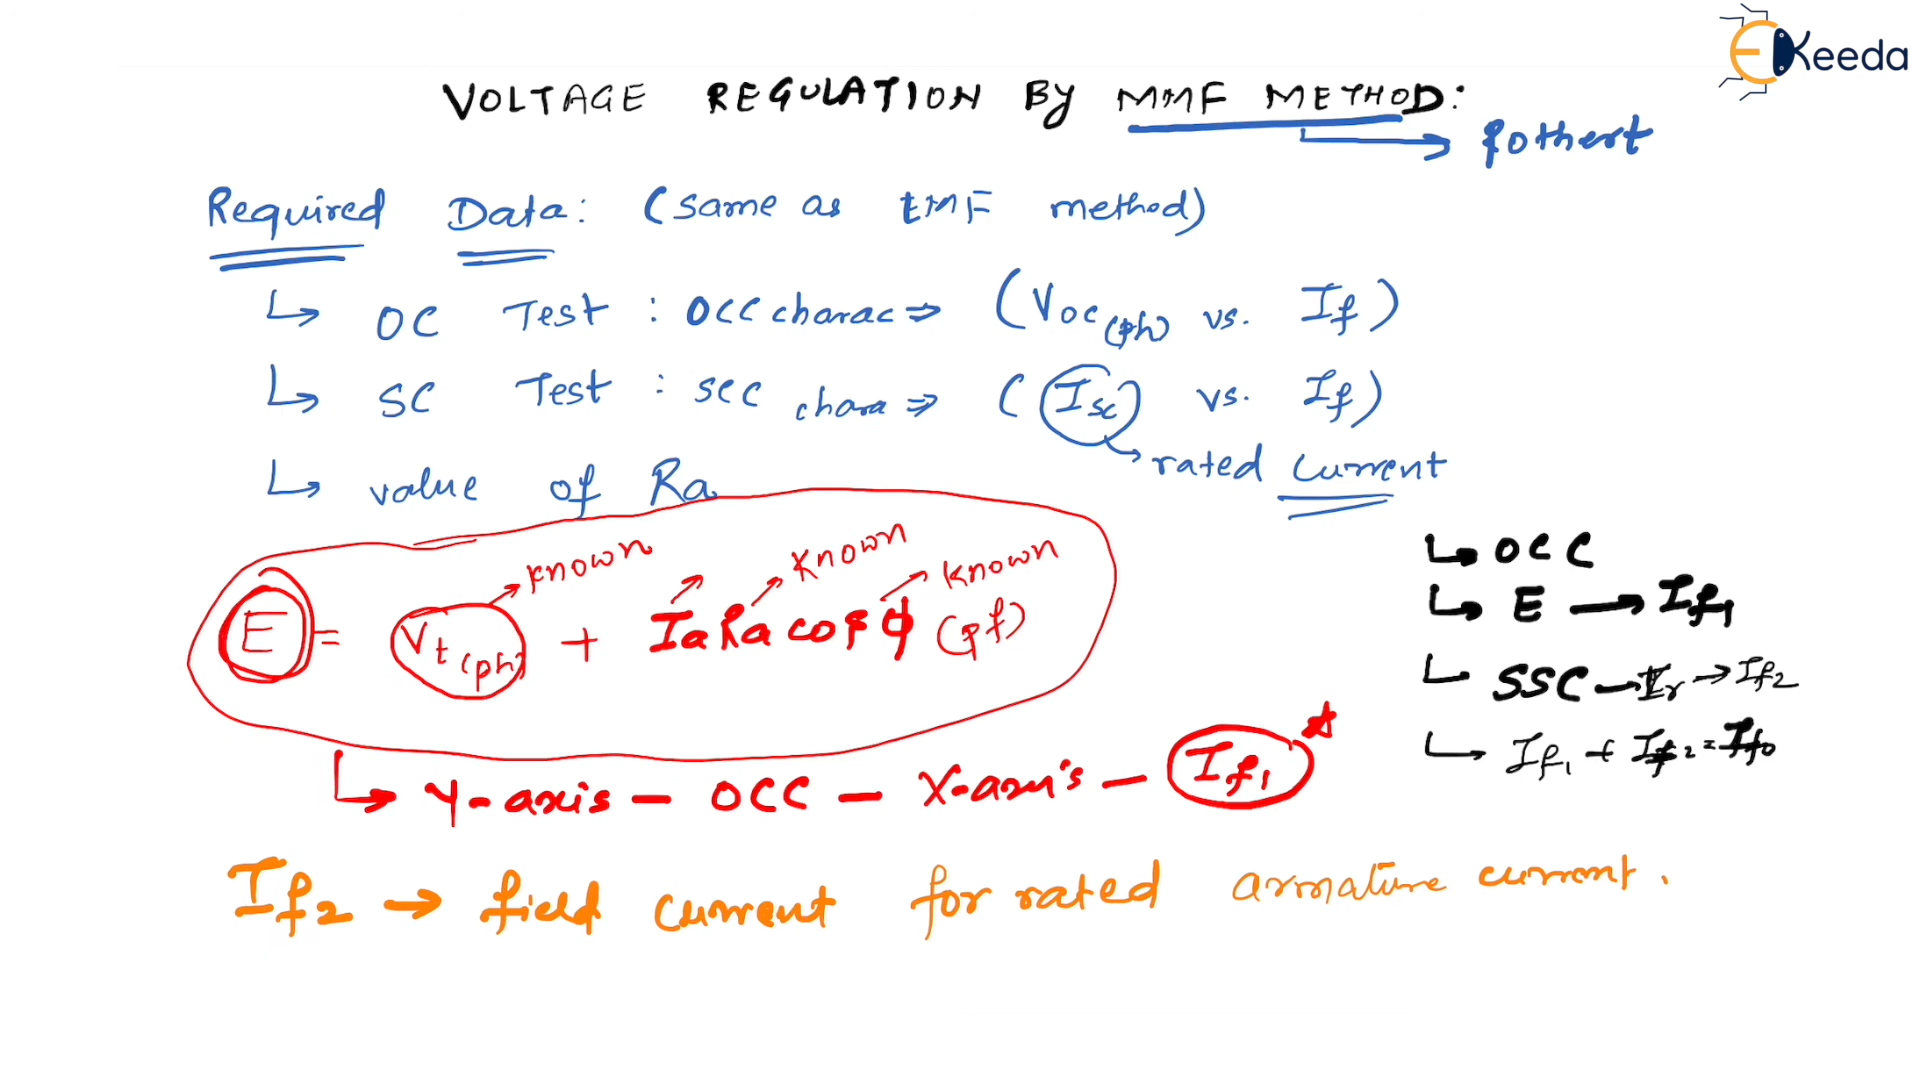 EKeeda
VOLTAGE REGULATION BY MMF METHOD:
Rothert
Required Data: (same as EMF method)
↳ OC Test : OCC charac ⇒ (Voc(ph) vs. If)
↳ SC Test : SCC chara ⇒ (Isc vs. If)
→ rated current
↳ value of Ra
→ known
Known
Known
E = Vt(ph) + IaRa cosϕ (pf)
↳ Y-axis – OCC – X-axis – If1 ★
↳ OCC
↳ E → If1
↳ SSC – Ir → If2
↳ If1 + If2 = If0
If2 → field current for rated armature current.